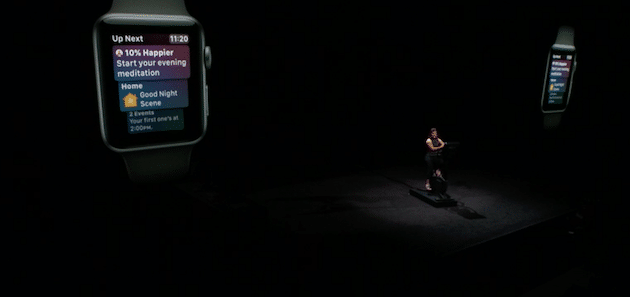 Up Next 11:20
10% Happier
Start your evening
meditation
Home
Good Night
Scene
2 Events
Your first one's at
2:00PM.